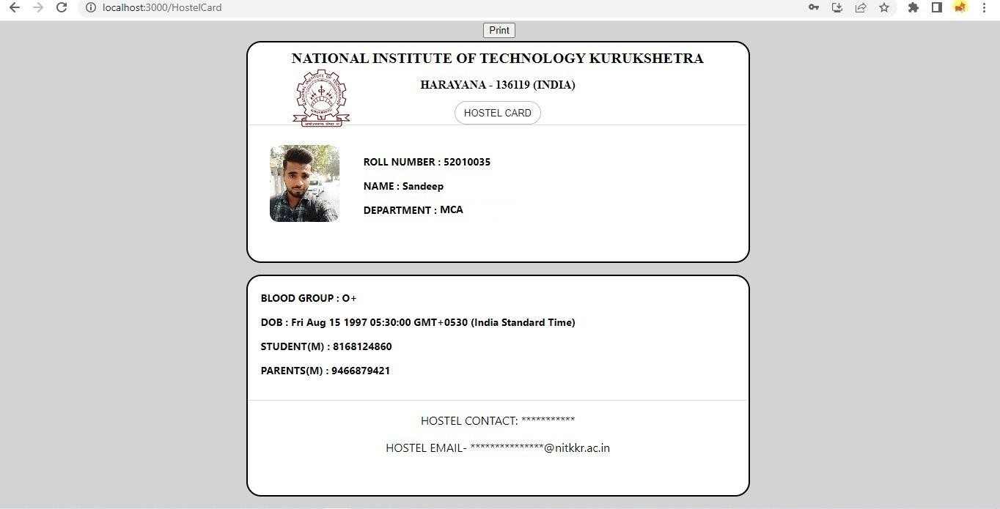 localhost:3000/HostelCard
Print
NATIONAL INSTITUTE OF TECHNOLOGY KURUKSHETRA
HARAYANA - 136119 (INDIA)
HOSTEL CARD
ROLL NUMBER : 52010035
NAME : Sandeep
DEPARTMENT : MCA
BLOOD GROUP : O+
DOB : Fri Aug 15 1997 05:30:00 GMT+0530 (India Standard Time)
STUDENT(M) : 8168124860
PARENTS(M) : 9466879421
HOSTEL CONTACT: ***********
HOSTEL EMAIL- ***************@nitkkr.ac.in